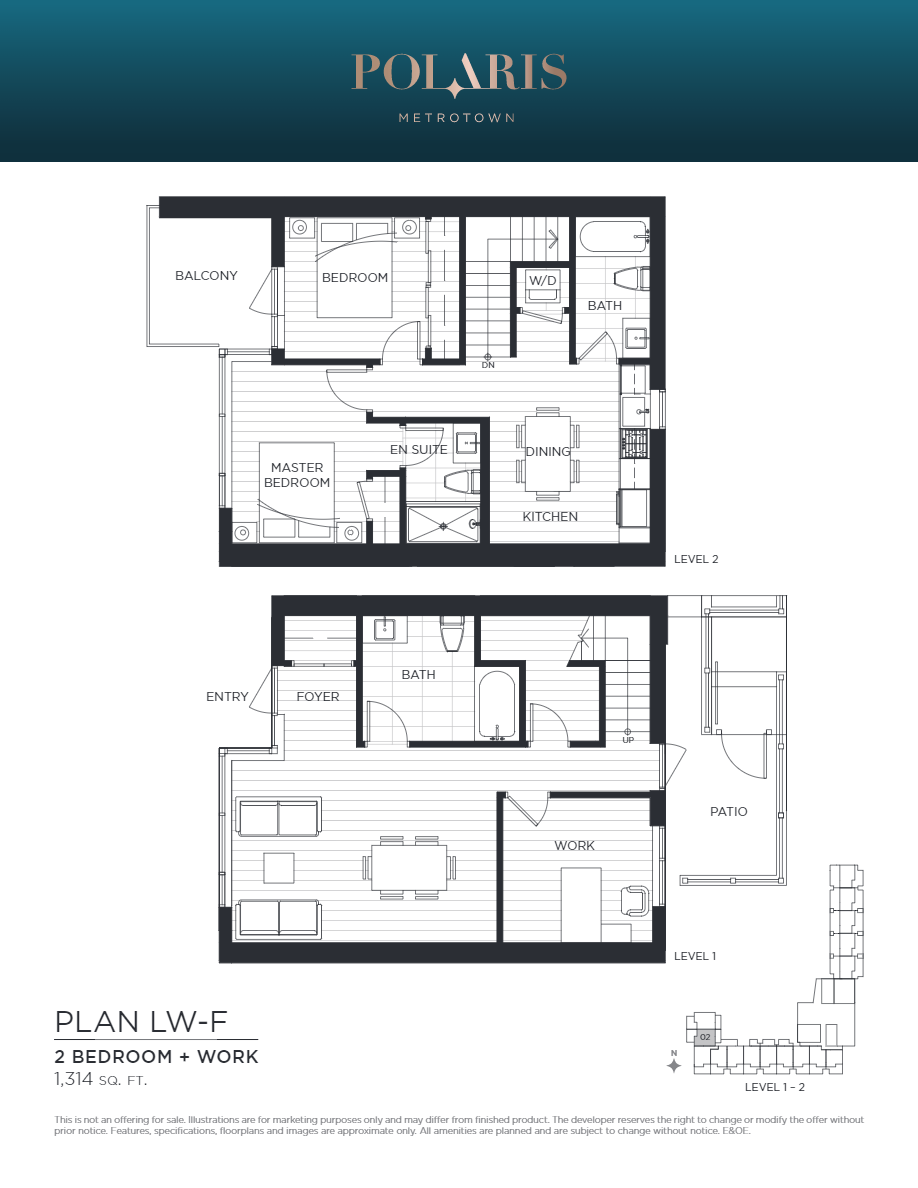 POLARIS
METROTOWN
BALCONY
BEDROOM
W/D
BATH
DN
EN SUITE
DINING
MASTER
BEDROOM
KITCHEN
LEVEL 2
BATH
ENTRY
FOYER
UP
PATIO
WORK
LEVEL 1
PLAN LW-F
2 BEDROOM + WORK
1,314 SQ. FT.
02
N
LEVEL 1 – 2
This is not an offering for sale. Illustrations are for marketing purposes only and may differ from finished product. The developer reserves the right to change or modify the offer without
prior notice. Features, specifications, floorplans and images are approximate only. All amenities are planned and are subject to change without notice. E&OE.